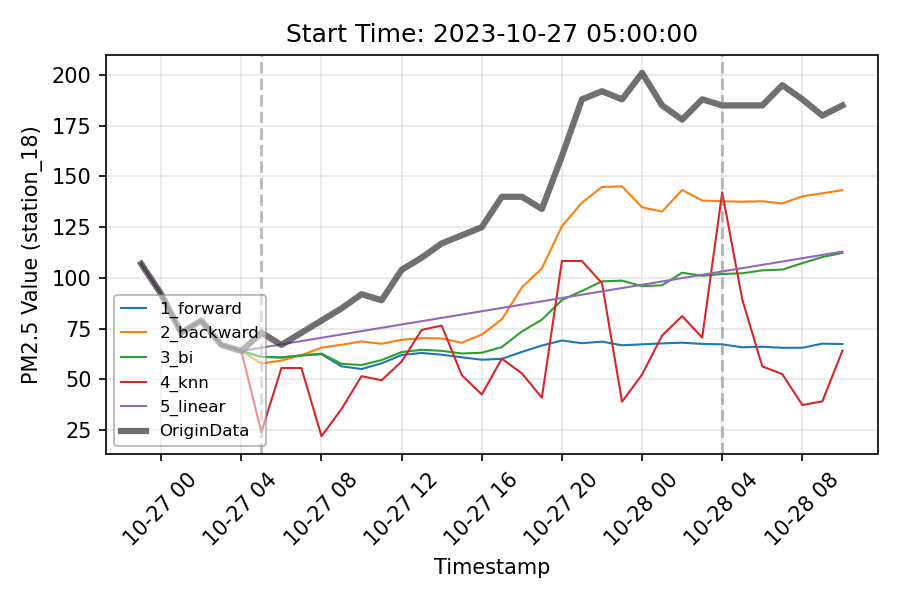 Start Time: 2023-10-27 05:00:00
PM2.5 Value (station_18)
200
175
150
125
100
75
50
25
1_forward
2_backward
3_bi
4_knn
5_linear
OriginData
10-27 00
10-27 04
10-27 08
10-27 12
10-27 16
10-27 20
10-28 00
10-28 04
10-28 08
Timestamp